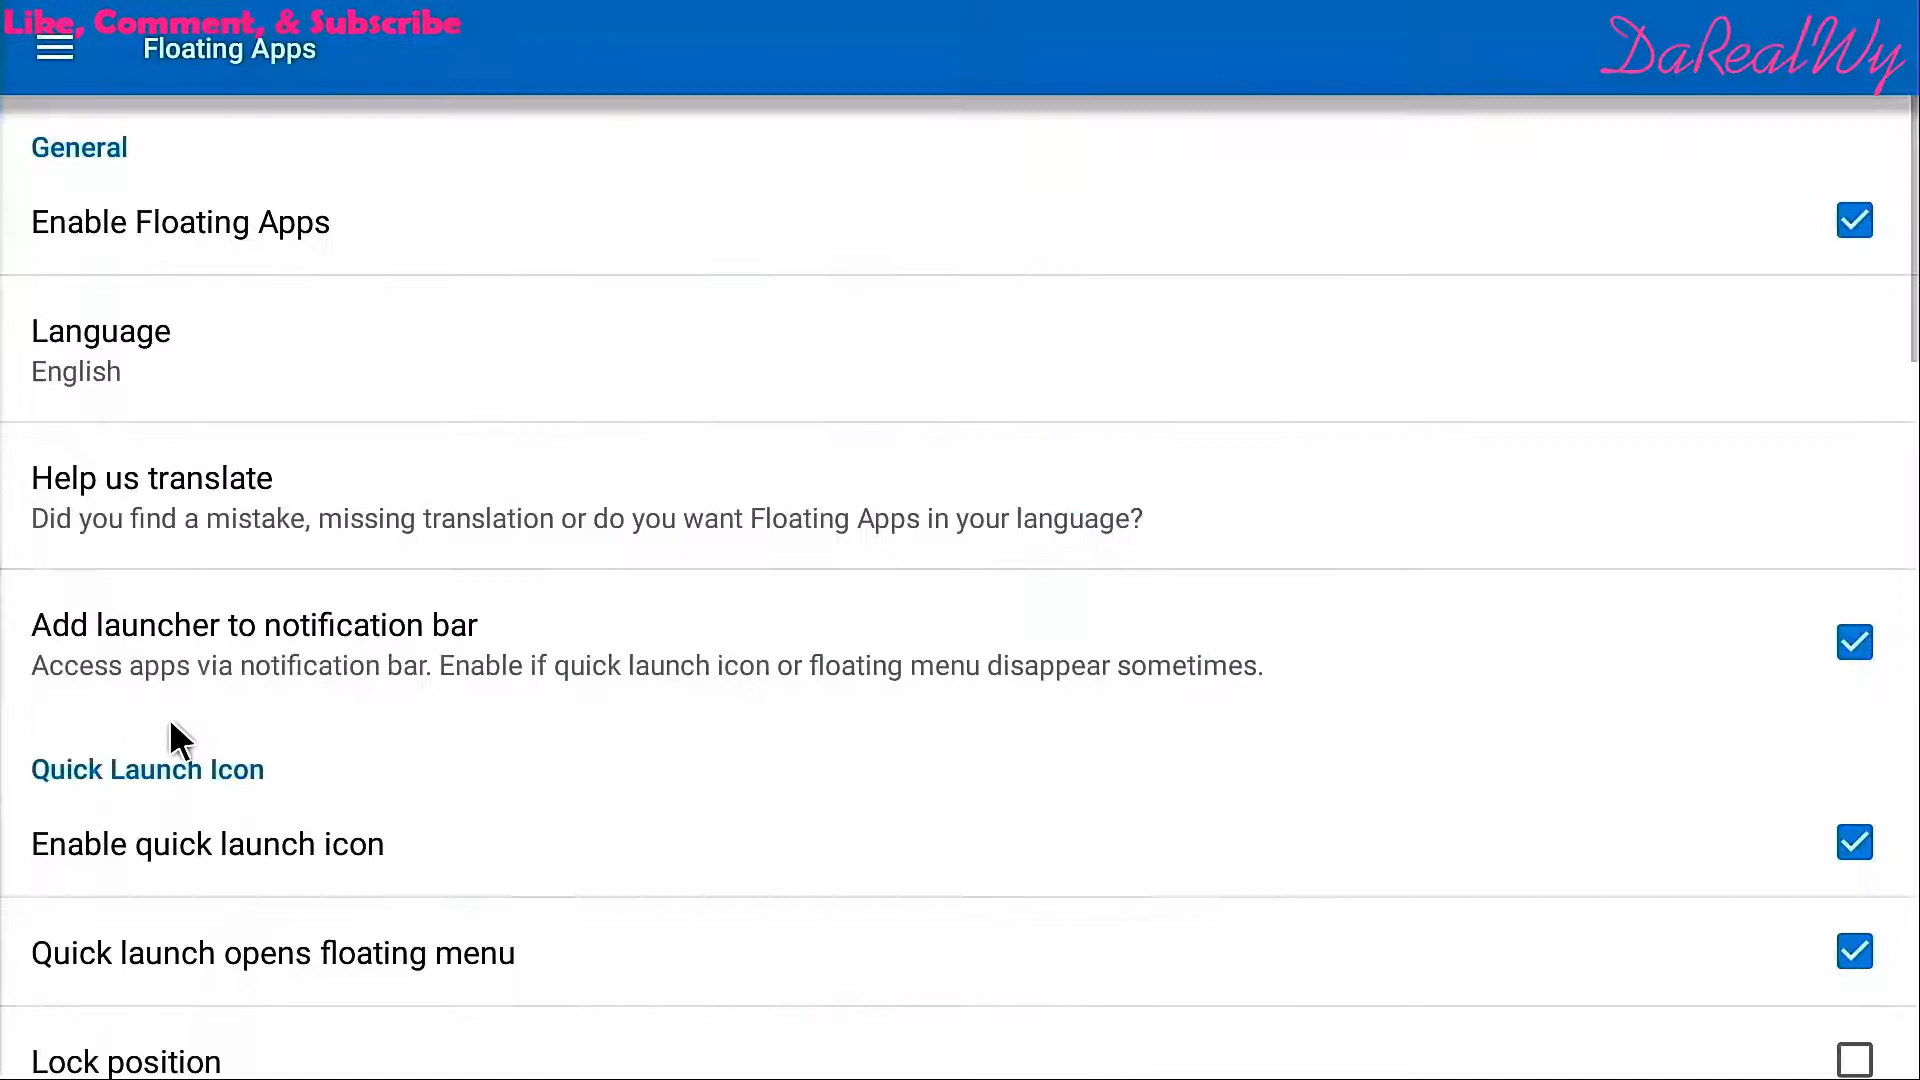 Like, Comment, & Subscribe
Floating Apps
DaRealWy
General
Enable Floating Apps
Language
English
Help us translate
Did you find a mistake, missing translation or do you want Floating Apps in your language?
Add launcher to notification bar
Access apps via notification bar. Enable if quick launch icon or floating menu disappear sometimes.
Quick Launch Icon
Enable quick launch icon
Quick launch opens floating menu
Lock position